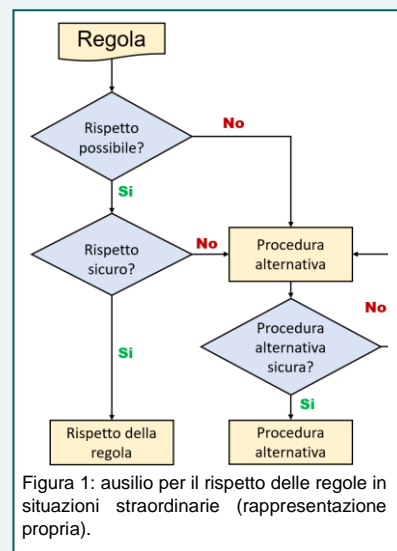 Regola
Rispetto
possibile?
No
Si
Rispetto
sicuro?
No
Procedura
alternativa
No
Procedura
alternativa
sicura?
Si
Si
Rispetto della
regola
Procedura
alternativa
Figura 1: ausilio per il rispetto delle regole in
situazioni straordinarie (rappresentazione
propria).